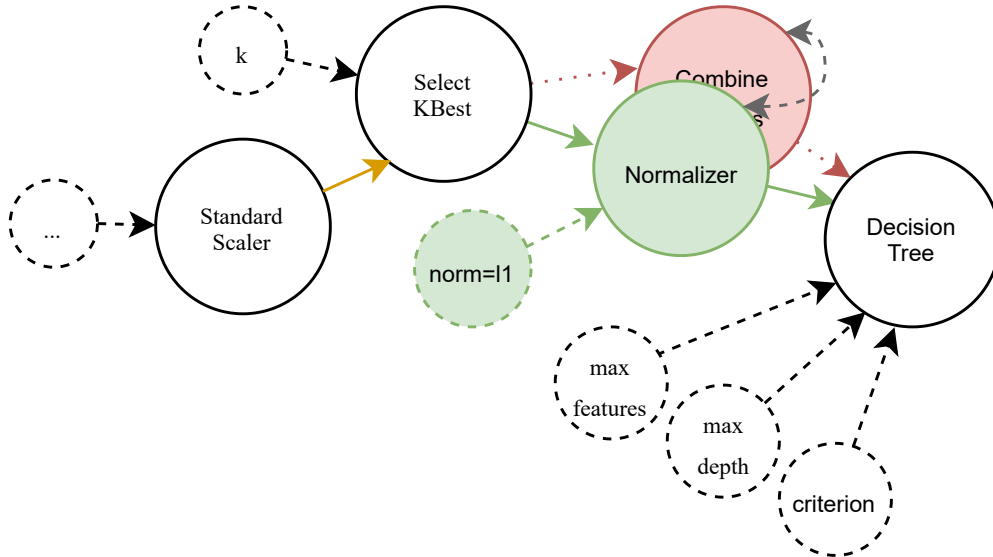 k
Select
KBest
Combine
Normalizer
...
Standard
Scaler
norm=l1
Decision
Tree
max
features
max
depth
criterion